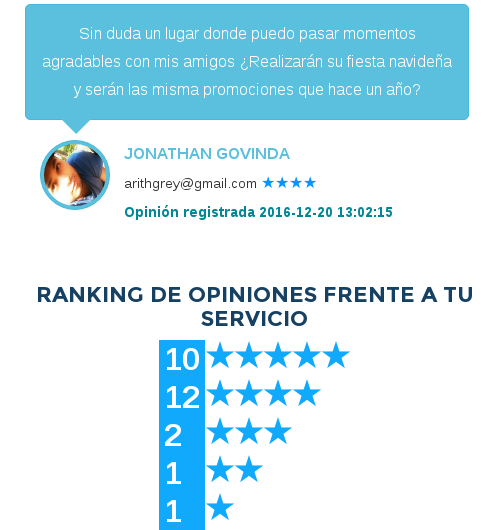 Sin duda un lugar donde puedo pasar momentos
agradables con mis amigos ¿Realizarán su fiesta navideña
y serán las misma promociones que hace un año?
JONATHAN GOVINDA
arithgrey@gmail.com ★★★★
Opinión registrada 2016-12-20 13:02:15
RANKING DE OPINIONES FRENTE A TU
SERVICIO
10 ★★★★★
12 ★★★★
2 ★★★
1 ★★
1 ★